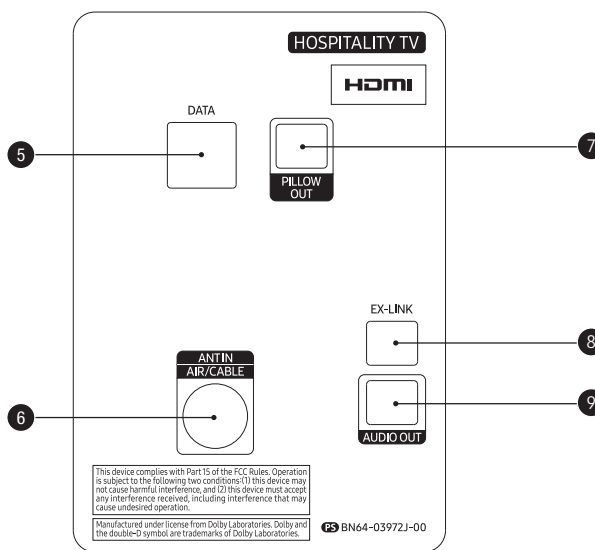 HOSPITALITY TV
HDMI
DATA
5
7
PILLOW
OUT
EX-LINK
8
ANT IN
AIR/CABLE
6
9
AUDIO OUT
This device complies with Part 15 of the FCC Rules. Operation
is subject to the following two conditions:(1) this device may
not cause harmful interference, and (2) this device must accept
any interference received, including interference that may
cause undesired operation.
Manufactured under license from Dolby Laboratories. Dolby and
the double-D symbol are trademarks of Dolby Laboratories.
PS BN64-03972J-00